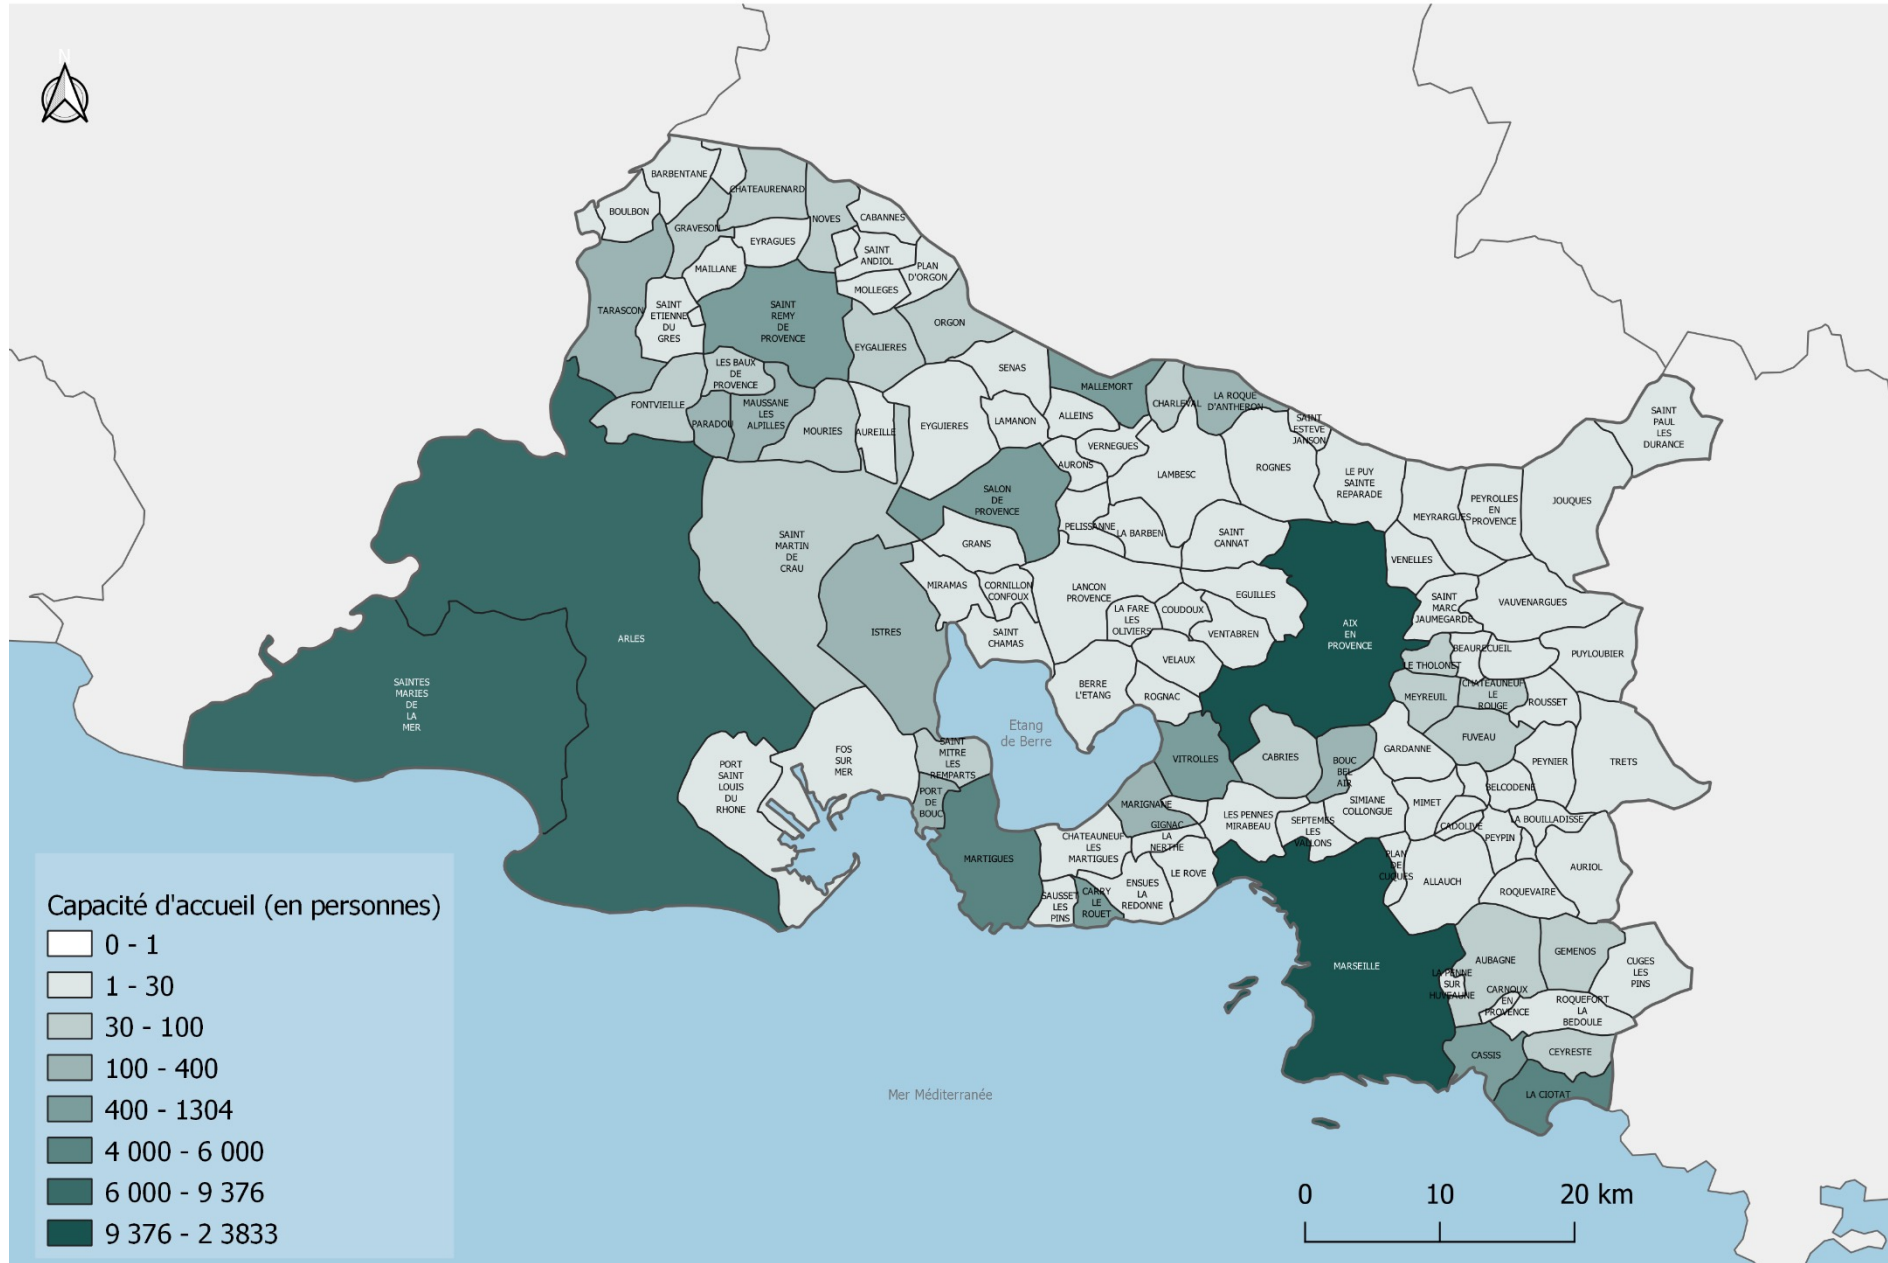 N
BARBENTANE
CHATEAURENARD
BOULBON
GRAVESON
NOVES
CABANNES
EYRAGUES
SAINT
ANDIOL
MAILLANE
PLAN
D'ORGON
MOLLEGES
TARASCON
SAINT
ETIENNE
DU
GRES
SAINT
REMY
DE
PROVENCE
ORGON
EYGALIERES
LES BAUX
DE
PROVENCE
SENAS
MALLEMORT
FONTVIEILLE
MAUSSANE
LES
ALPILLES
PARADOU
MOURIES
AUREILLE
EYGUIERES
LAMANON
ALLEINS
CHARLEVAL
LA ROQUE
D'ANTHERON
SAINT
ESTEVE
JANSON
SAINT
PAUL
LES
DURANCE
VERNEGUES
AURONS
LAMBESC
ROGNES
LE PUY
SAINTE
REPARADE
MEYRARGUES
PEYROLLES
EN
PROVENCE
JOUQUES
SALON
DE
PROVENCE
PELISSANNE
LA BARBEN
SAINT
CANNAT
SAINT
MARTIN
DE
CRAU
GRANS
VENELLES
MIRAMAS
CORNILLON
CONFOUX
LANCON
PROVENCE
EGUILLES
SAINT
MARC
JAUMEGARDE
VAUVENARGUES
LA FARE
LES
OLIVIERS
COUDOUX
VENTABREN
AIX
EN
PROVENCE
ARLES
ISTRES
SAINT
CHAMAS
VELAUX
BEAURECUEIL
PUYLOUBIER
LE THOLONET
SAINTES
MARIES
DE
LA
MER
BERRE
L'ETANG
ROGNAC
MEYREUIL
CHATEAUNEUF
LE
ROUGE
ROUSSET
Etang
de Berre
FUVEAU
FOS
SUR
MER
SAINT
MITRE
LES
REMPARTS
VITROLLES
CABRIES
BOUC
BEL
AIR
GARDANNE
PEYNIER
TRETS
PORT
SAINT
LOUIS
DU
RHONE
PORT
DE
BOUC
MARIGNANE
GIGNAC
LA
NERTHE
LES PENNES
MIRABEAU
SEPTEMES
LES
VALLONS
SIMIANE
COLLONGUE
MIMET
BELCODENE
CADOLIVE
LA BOUILLADISSE
PEYPIN
MARTIGUES
CHATEAUNEUF
LES
MARTIGUES
ENSUES
LA
REDONNE
LE ROVE
PLAN
DE
CUQUES
ALLAUCH
ROQUEVAIRE
AURIOL
SAUSSET
LES
PINS
CARRY
LE
ROUET
MARSEILLE
AUBAGNE
GEMENOS
CUGES
LES
PINS
LA PENNE
SUR
HUVEAUNE
CARNOUX
EN
PROVENCE
ROQUEFORT
LA
BEDOULE
CASSIS
CEYRESTE
LA CIOTAT
Mer Méditerranée
Capacité d'accueil (en personnes)
0 - 1
1 - 30
30 - 100
100 - 400
400 - 1304
4 000 - 6 000
6 000 - 9 376
9 376 - 2 3833
0 10 20 km